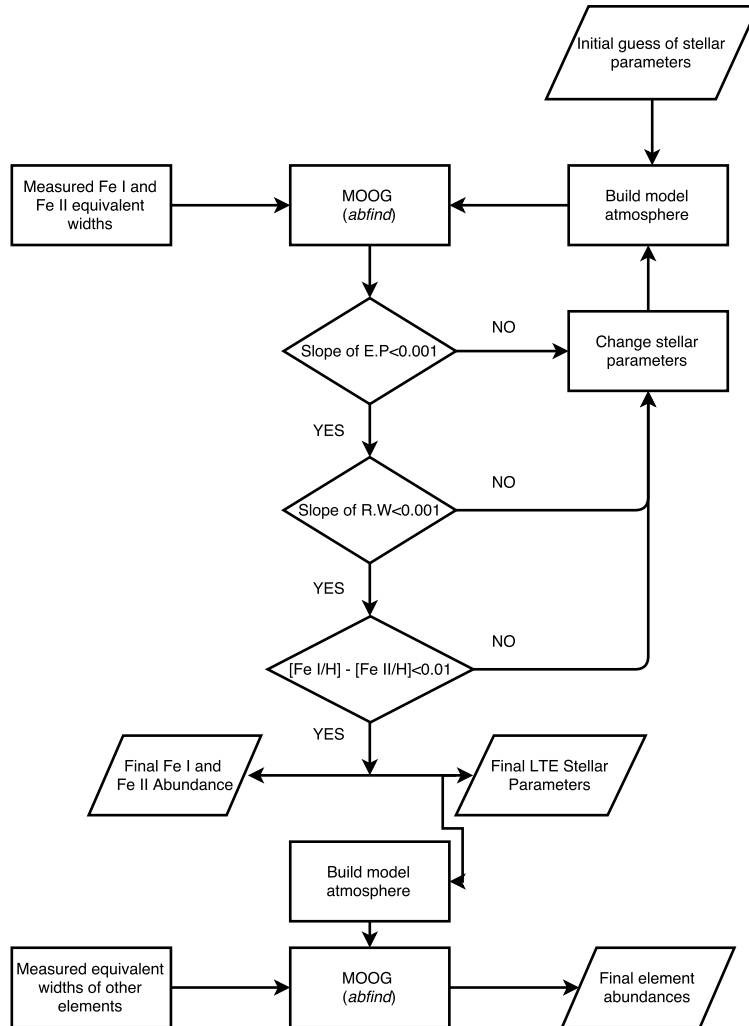 Initial guess of stellar
parameters
Measured Fe I and
Fe II equivalent
widths
MOOG
(abfind)
Build model
atmosphere
Slope of E.P<0.001
NO
Change stellar
parameters
YES
Slope of R.W<0.001
NO
YES
[Fe I/H] - [Fe II/H]<0.01
NO
YES
Final Fe I and
Fe II Abundance
Final LTE Stellar
Parameters
Build model
atmosphere
Measured equivalent
widths of other
elements
MOOG
(abfind)
Final element
abundances